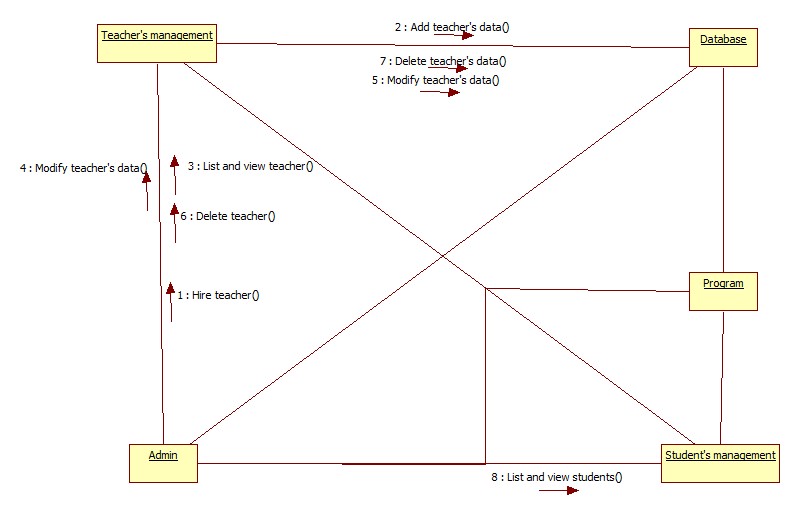 2 : Add teacher's data()
Teacher's management
Database
7 : Delete teacher's data()
5 : Modify teacher's data()
4 : Modify teacher's data()
3 : List and view teacher()
6 : Delete teacher()
Program
1 : Hire teacher()
Admin
Student's management
8 : List and view students()